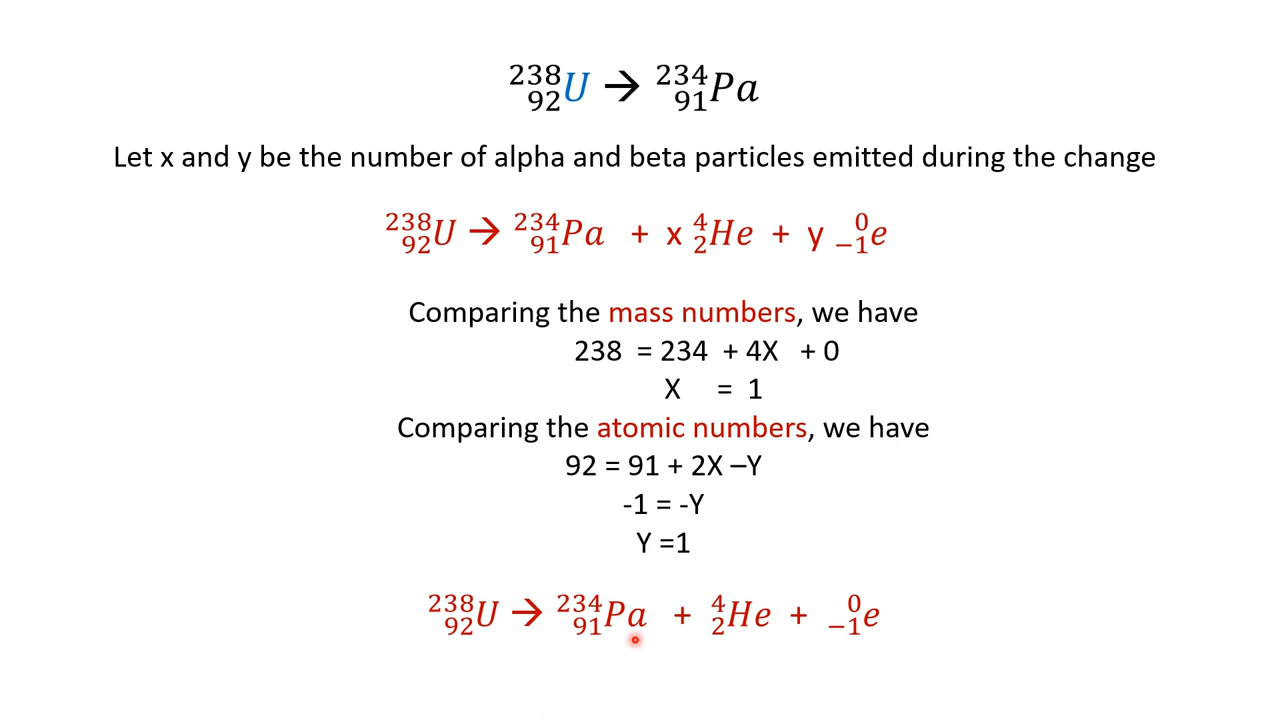 ²³⁸₉₂U → ²³⁴₉₁Pa
Let x and y be the number of alpha and beta particles emitted during the change
²³⁸₉₂U → ²³⁴₉₁Pa + x ⁴₂He + y ⁰₋₁e
Comparing the mass numbers, we have
238 = 234 + 4X + 0
X = 1
Comparing the atomic numbers, we have
92 = 91 + 2X –Y
-1 = -Y
Y =1
²³⁸₉₂U → ²³⁴₉₁Pa + ⁴₂He + ⁰₋₁e